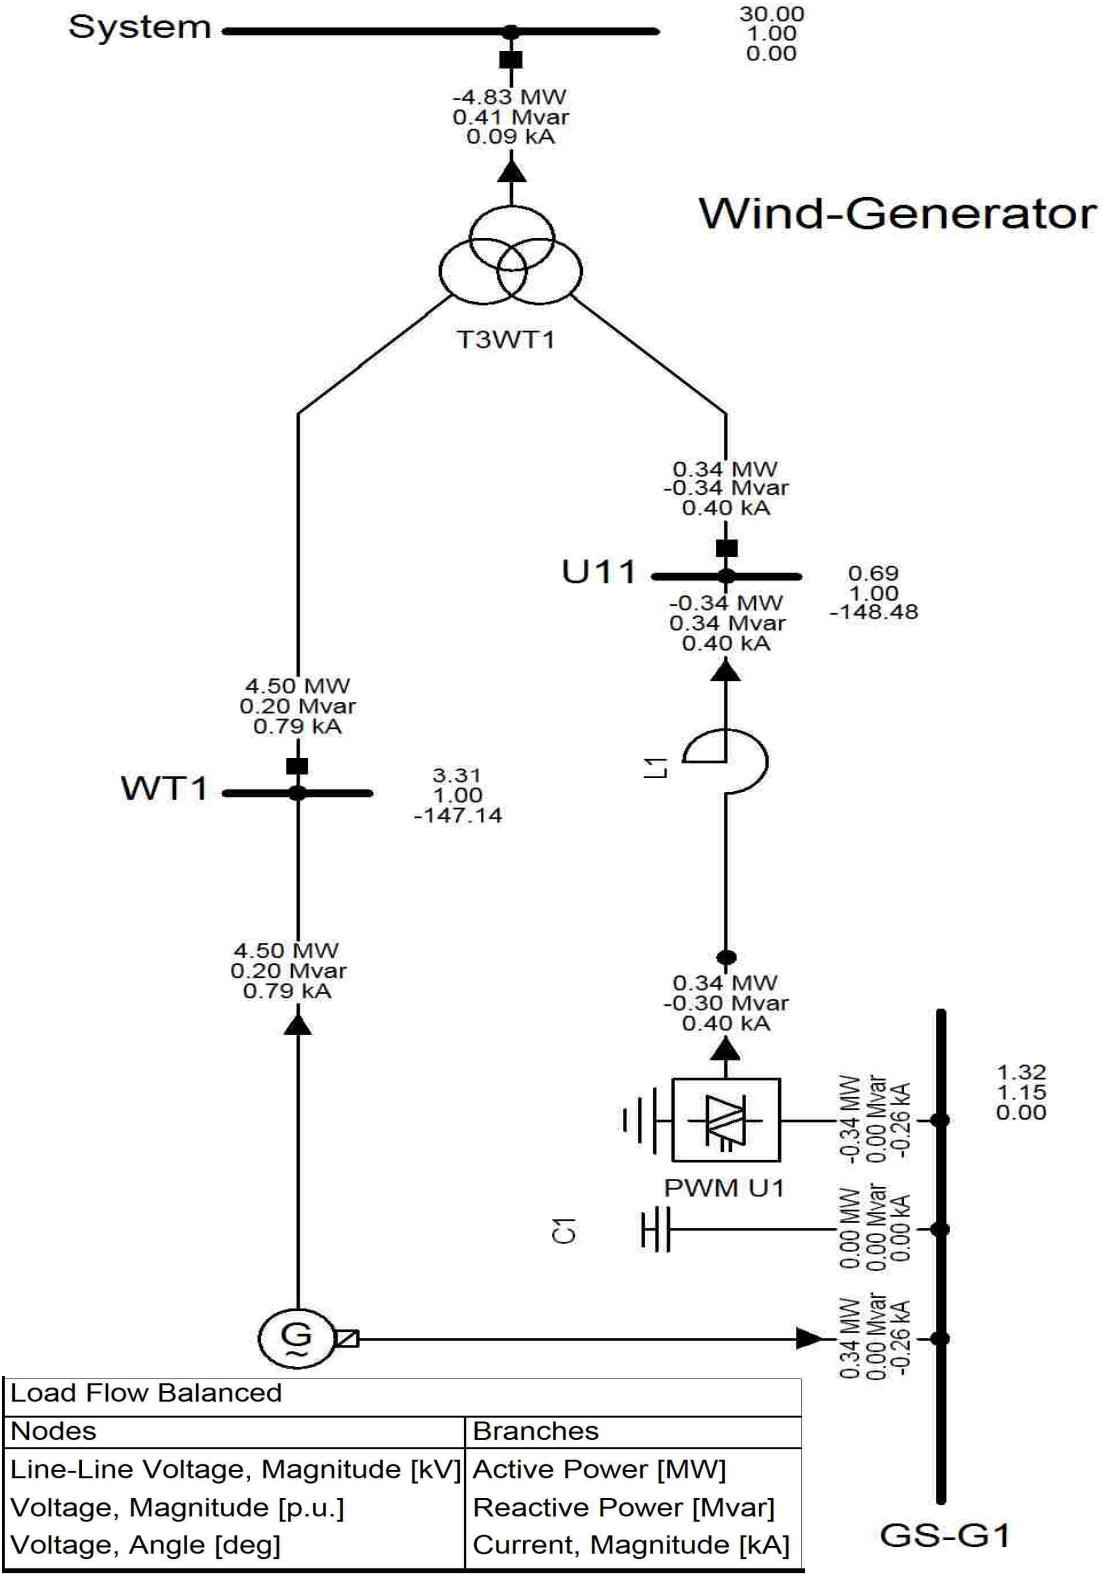 System
30.00
1.00
0.00
-4.83 MW
0.41 Mvar
0.09 kA
Wind-Generator
T3WT1
0.34 MW
-0.34 Mvar
0.40 kA
U11
0.69
1.00
-148.48
-0.34 MW
0.34 Mvar
0.40 kA
4.50 MW
0.20 Mvar
0.79 kA
L1
WT1
3.31
1.00
-147.14
4.50 MW
0.20 Mvar
0.79 kA
0.34 MW
-0.30 Mvar
0.40 kA
1.32
1.15
0.00
-0.34 MW
0.00 Mvar
-0.26 kA
PWM U1
C1
0.00 MW
0.00 Mvar
0.00 kA
G
~
0.34 MW
0.00 Mvar
-0.26 kA
GS-G1
Load Flow Balanced
Nodes
Branches
Line-Line Voltage, Magnitude [kV]
Active Power [MW]
Voltage, Magnitude [p.u.]
Reactive Power [Mvar]
Voltage, Angle [deg]
Current, Magnitude [kA]